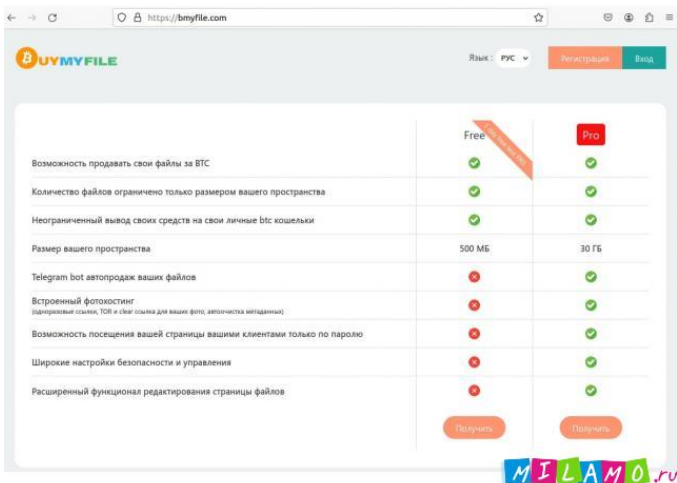 https://bmyfile.com
BUYMYFILE
Язык : РУС
Регистрация
Вход
Free
Pro
Возможность продавать свои файлы за BTC
Количество файлов ограничено только размером вашего пространства
Неограниченный вывод своих средств на свои личные btc кошельки
Размер вашего пространства 500 МБ 30 ГБ
Telegram bot автопродаж ваших файлов
Встроенный фотохостинг
(одноразовые ссылки, TOR и clear ссылка для ваших фото, автоочистка метаданных)
Возможность посещения вашей страницы вашими клиентами только по паролю
Широкие настройки безопасности и управления
Расширенный функционал редактирования страницы файлов
Получить Получить
MILAMO.ru